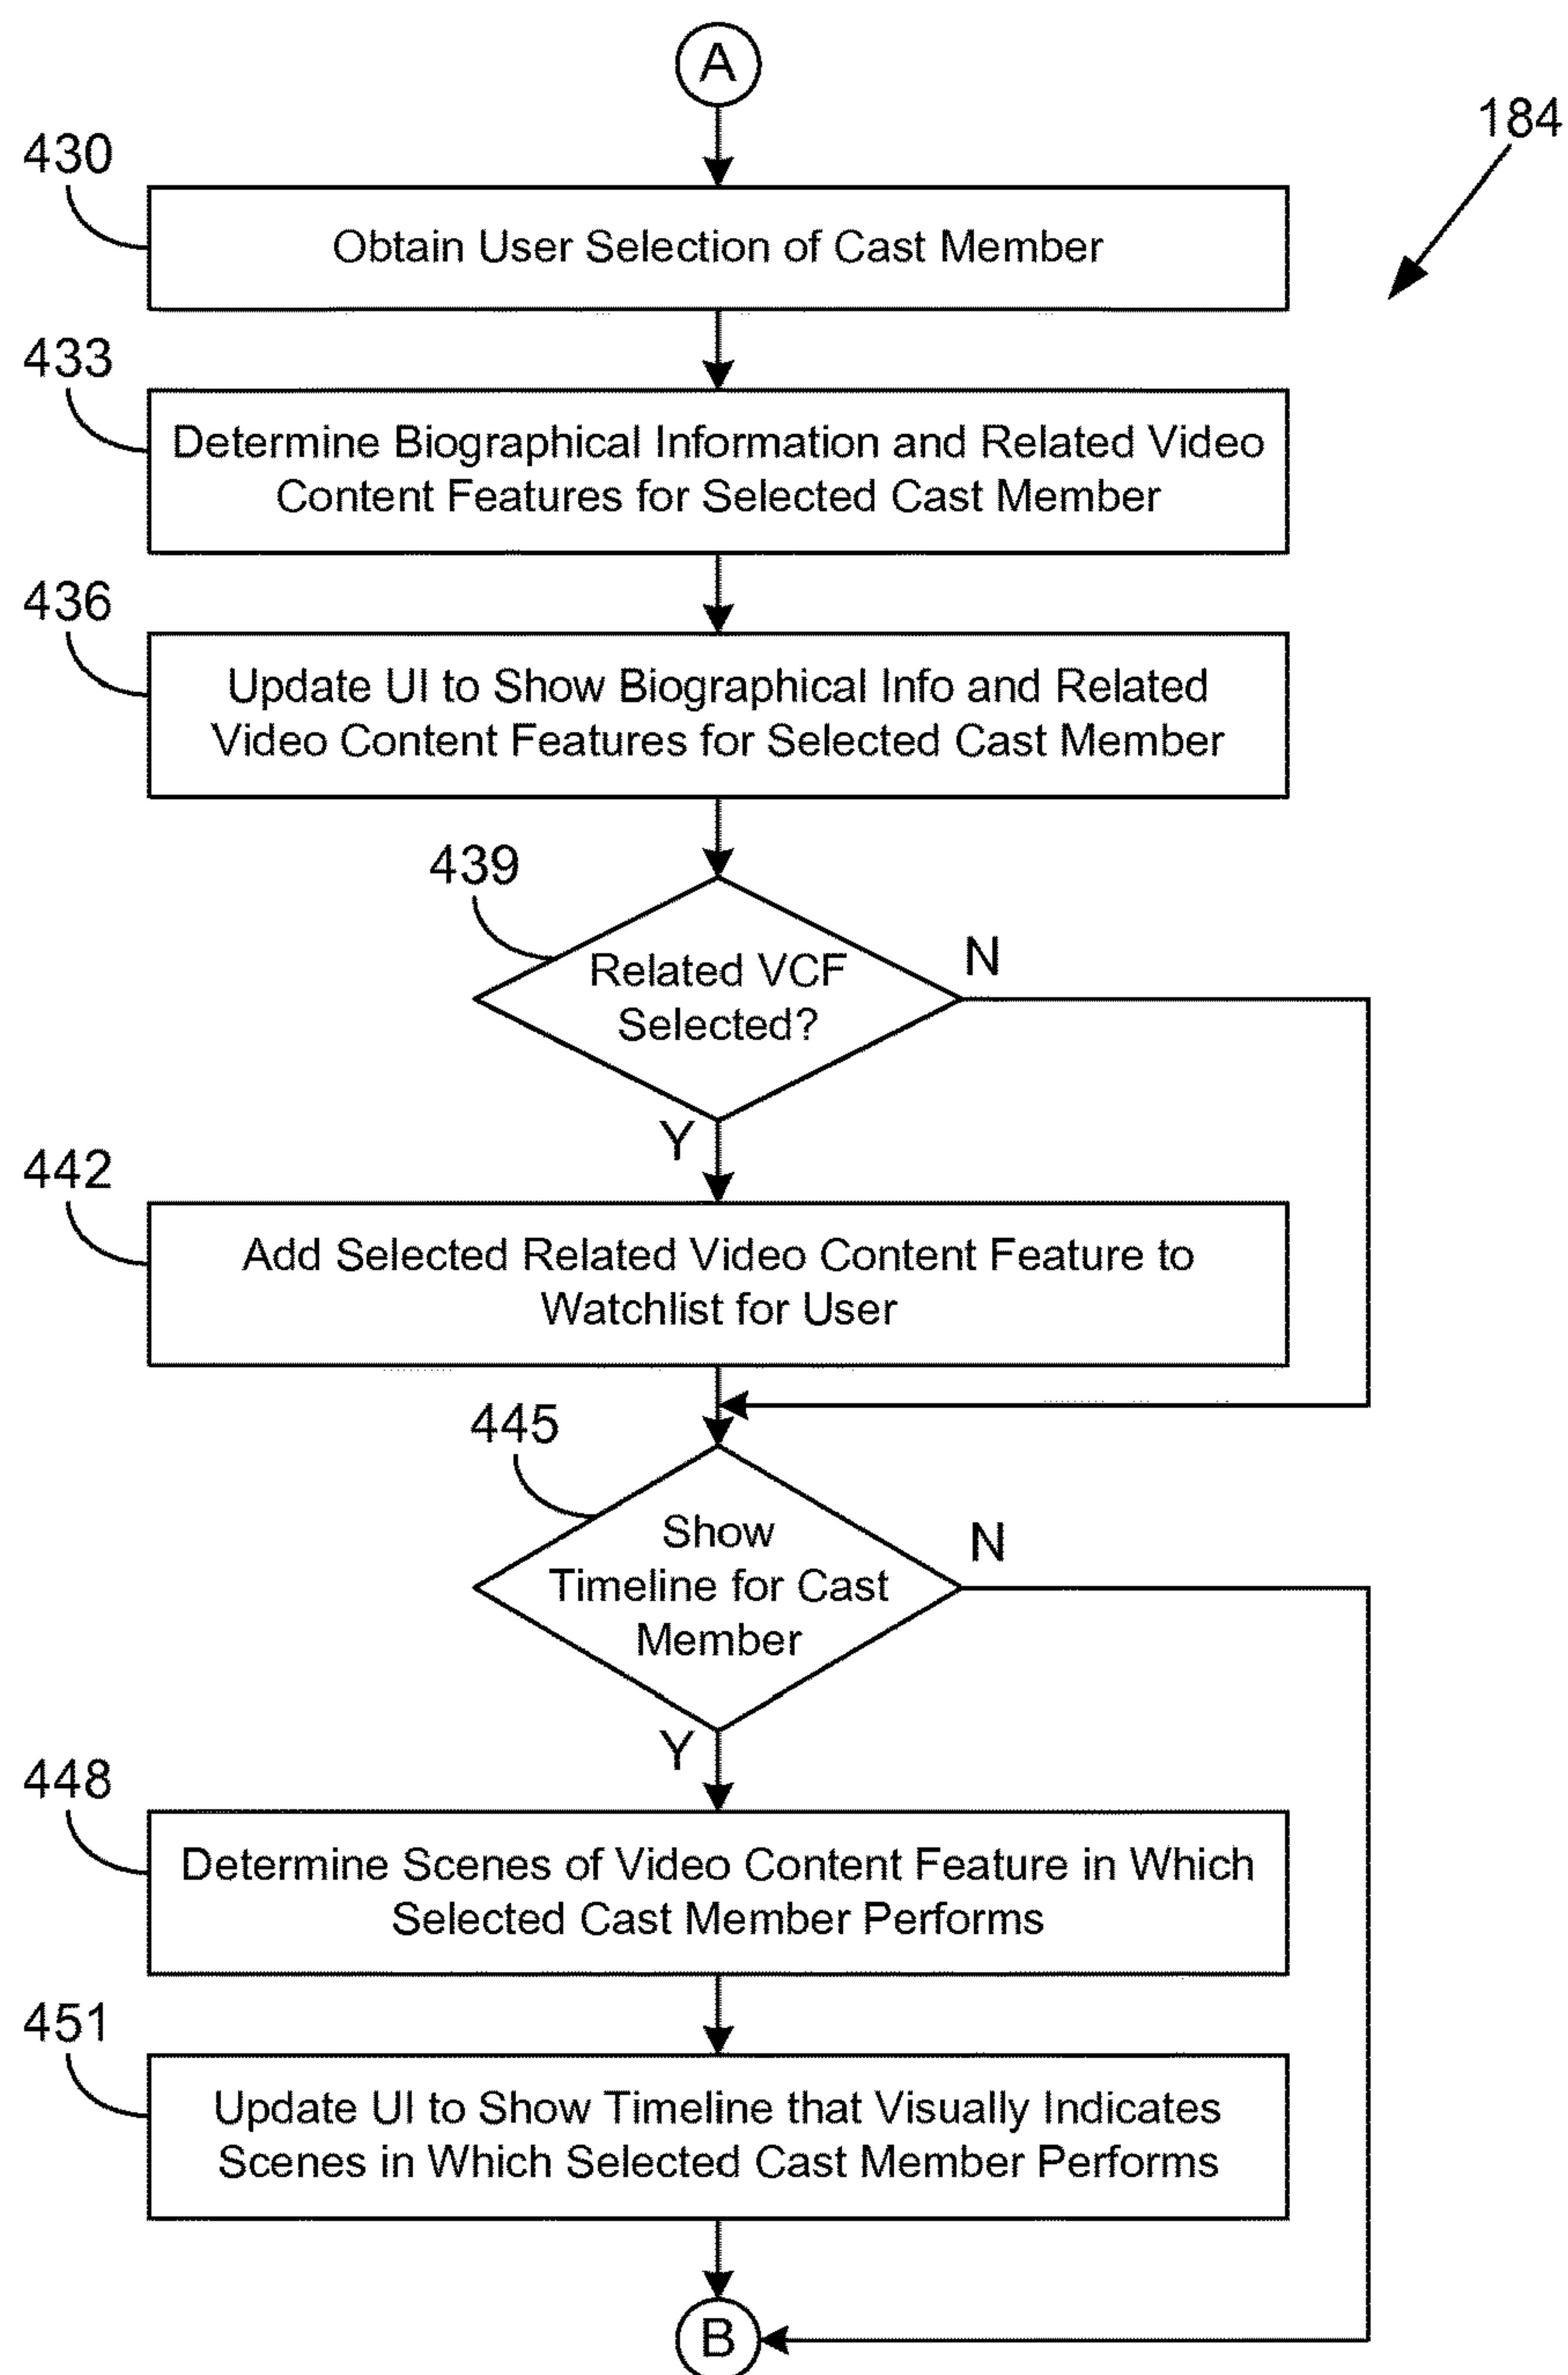 A
184
430
Obtain User Selection of Cast Member
433
Determine Biographical Information and Related Video
Content Features for Selected Cast Member
436
Update UI to Show Biographical Info and Related
Video Content Features for Selected Cast Member
439
Related VCF
Selected?
N
Y
442
Add Selected Related Video Content Feature to
Watchlist for User
445
Show
Timeline for Cast
Member
N
Y
448
Determine Scenes of Video Content Feature in Which
Selected Cast Member Performs
451
Update UI to Show Timeline that Visually Indicates
Scenes in Which Selected Cast Member Performs
B